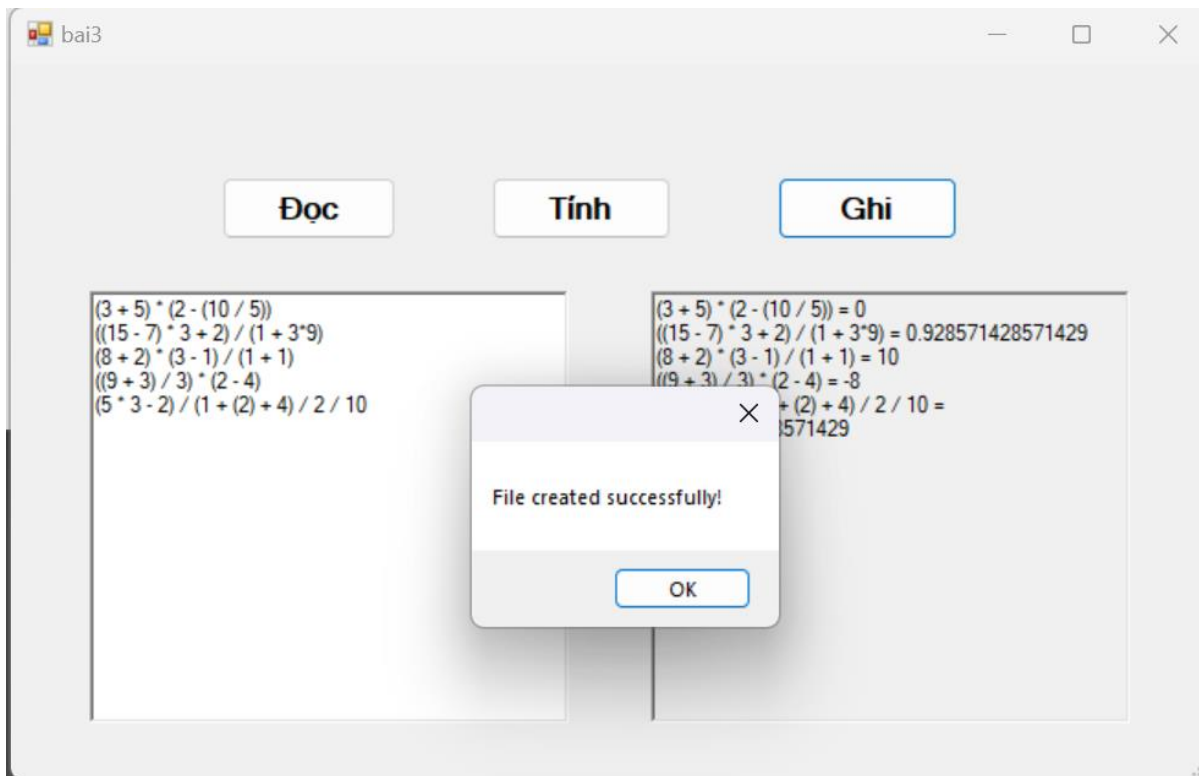 bai3
Đọc
Tính
Ghi
(3 + 5) * (2 - (10 / 5))
((15 - 7) * 3 + 2) / (1 + 3*9)
(8 + 2) * (3 - 1) / (1 + 1)
((9 + 3) / 3) * (2 - 4)
(5 * 3 - 2) / (1 + (2) + 4) / 2 / 10
(3 + 5) * (2 - (10 / 5)) = 0
((15 - 7) * 3 + 2) / (1 + 3*9) = 0.928571428571429
(8 + 2) * (3 - 1) / (1 + 1) = 10
((9 + 3) / 3) * (2 - 4) = -8
+ (2) + 4) / 2 / 10 =
8571429
File created successfully!
OK